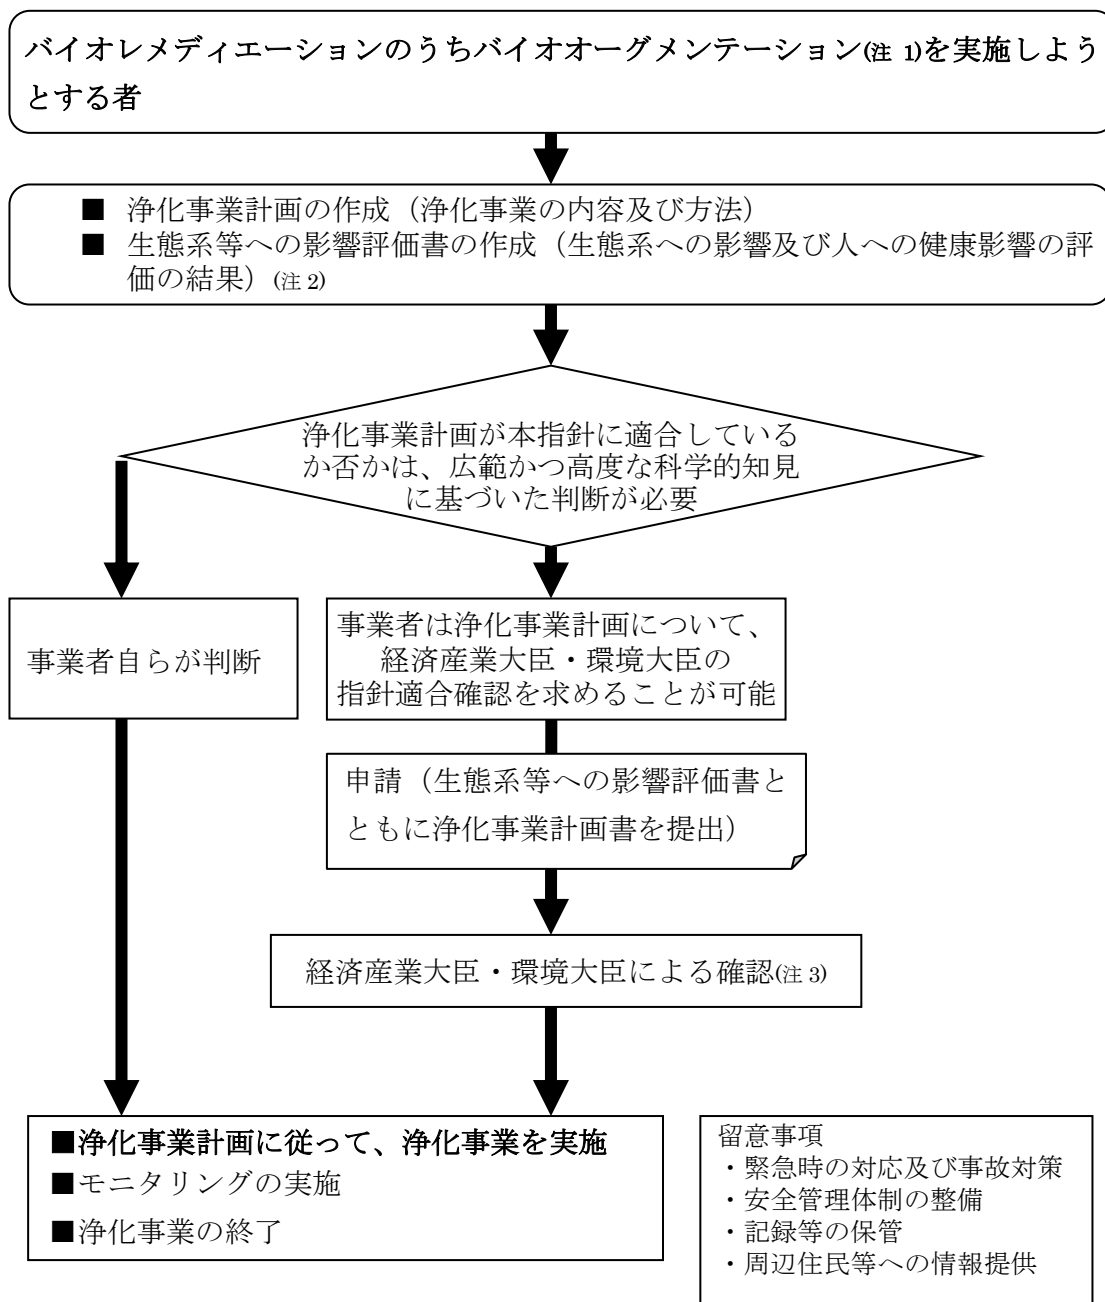 バイオレメディエーションのうちバイオオーグメンテーション(注 1)を実施しよう
とする者
■ 浄化事業計画の作成（浄化事業の内容及び方法）
■ 生態系等への影響評価書の作成（生態系への影響及び人への健康影響の評
価の結果）(注 2)
浄化事業計画が本指針に適合している
か否かは、広範かつ高度な科学的知見
に基づいた判断が必要
事業者自らが判断
事業者は浄化事業計画について、
経済産業大臣・環境大臣の
指針適合確認を求めることが可能
申請（生態系等への影響評価書と
ともに浄化事業計画書を提出）
経済産業大臣・環境大臣による確認(注 3)
■浄化事業計画に従って、浄化事業を実施
■モニタリングの実施
■浄化事業の終了
留意事項
・緊急時の対応及び事故対策
・安全管理体制の整備
・記録等の保管
・周辺住民等への情報提供